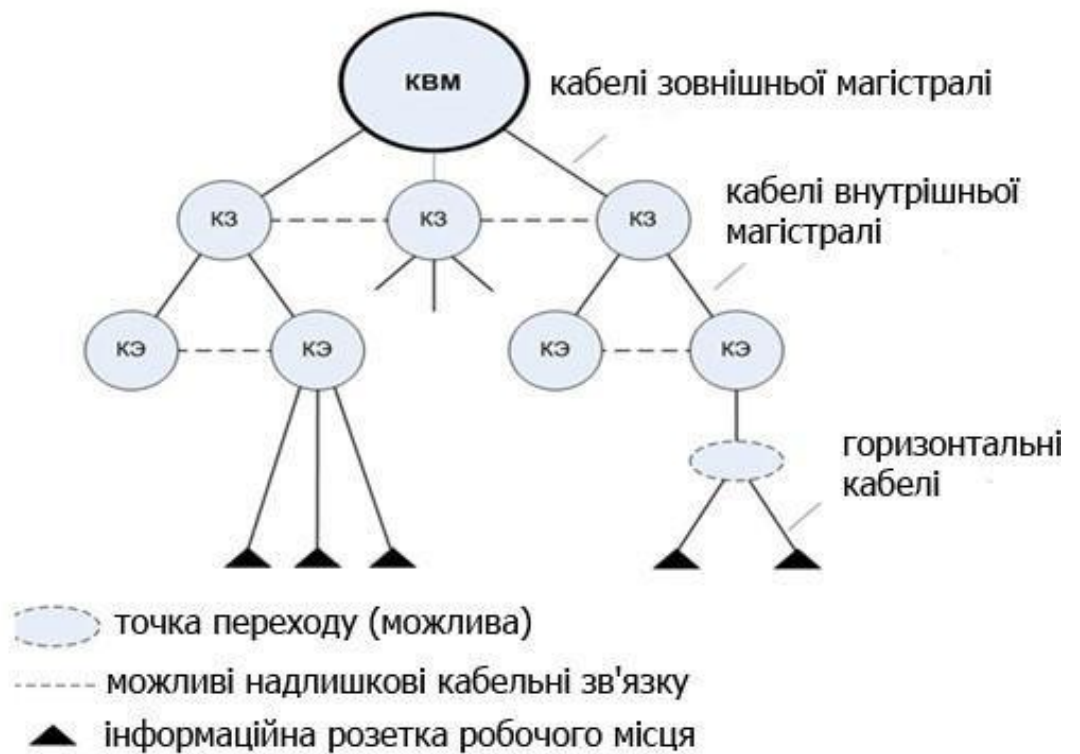 КВМ
кабелі зовнішньої магістралі
КЗ
КЗ
КЗ
кабелі внутрішньої
магістралі
КЭ
КЭ
КЭ
КЭ
горизонтальні
кабелі
точка переходу (можлива)
можливі надлишкові кабельні зв'язку
інформаційна розетка робочого місця